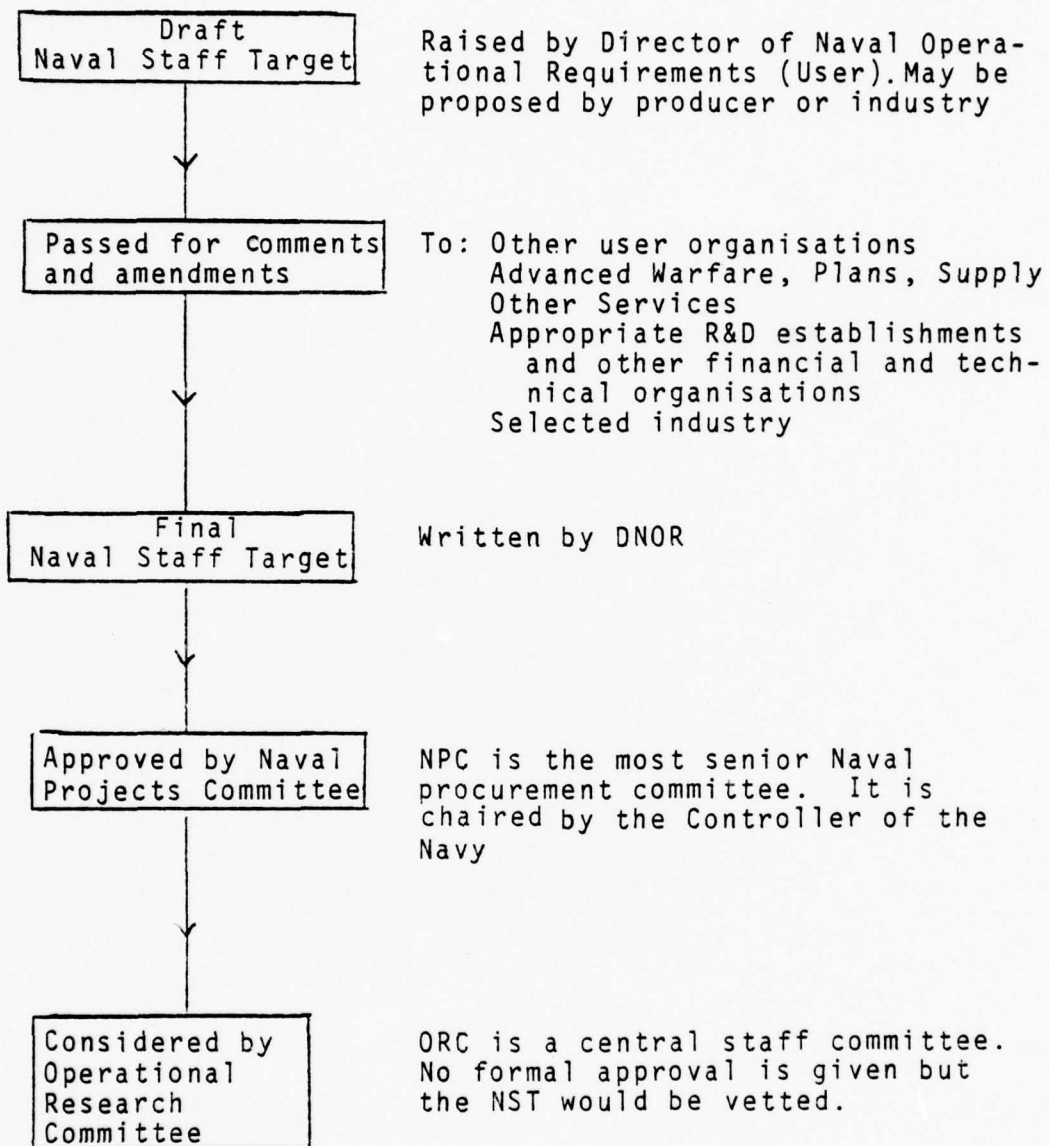 Draft
Naval Staff Target
Raised by Director of Naval Opera-
tional Requirements (User).May be
proposed by producer or industry
Passed for Comments
and amendments
To: Other user organisations
Advanced Warfare, Plans, Supply
Other Services
Appropriate R&D establishments
and other financial and tech-
nical organisations
Selected industry
Final
Naval Staff Target
Written by DNOR
Approved by Naval
Projects Committee
NPC is the most senior Naval
procurement committee. It is
chaired by the Controller of the
Navy
Considered by
Operational
Research
Committee
ORC is a central staff committee.
No formal approval is given but
the NST would be vetted.